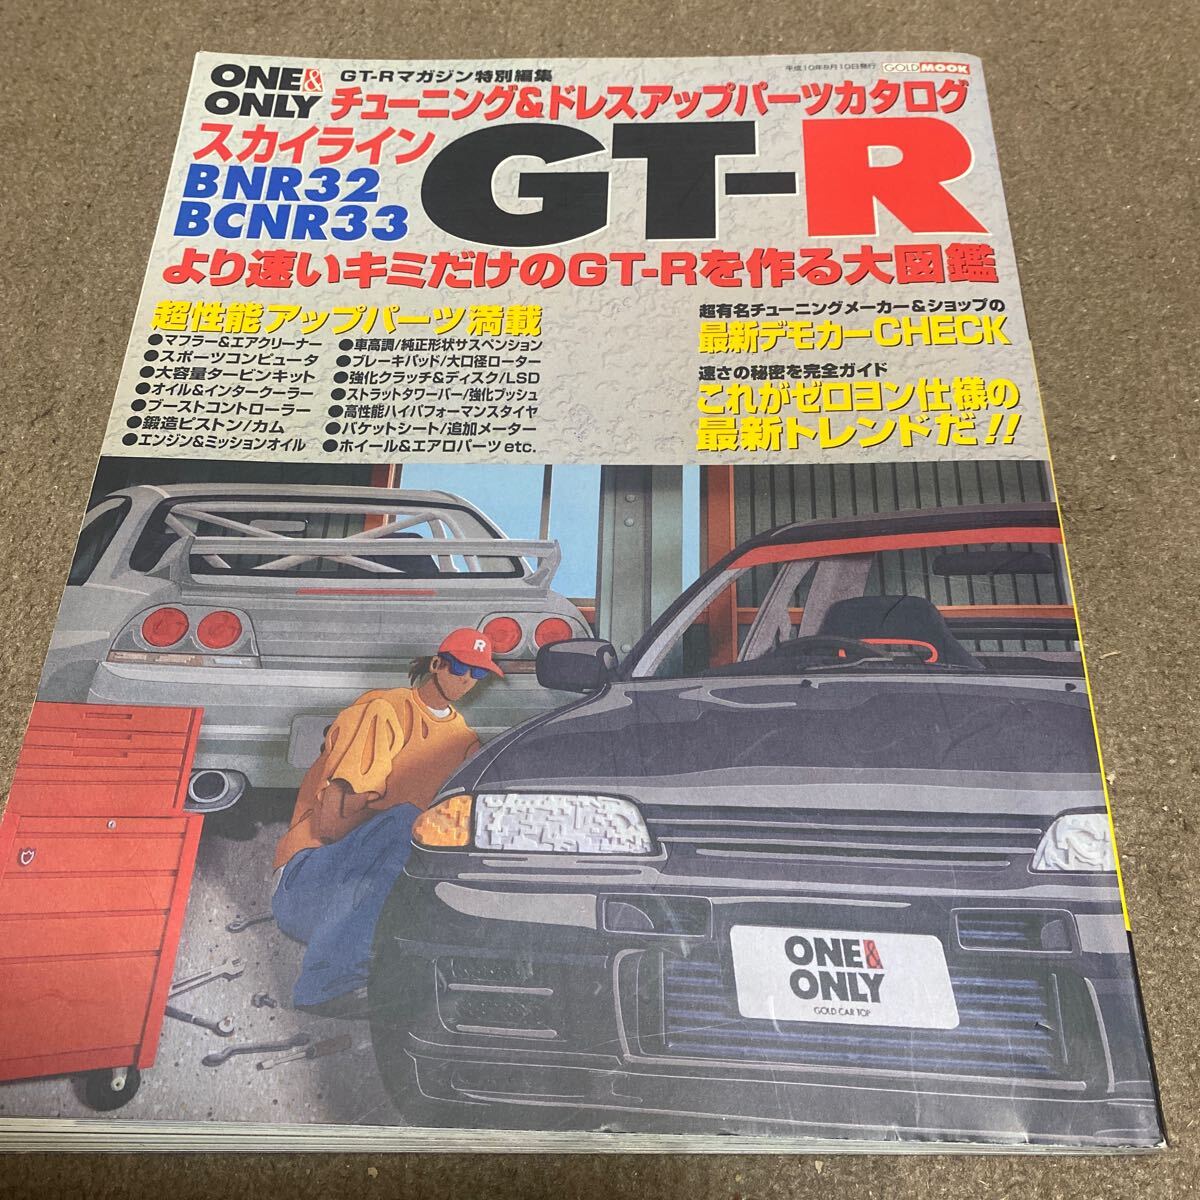 ONE & ONLY
GT-Rマガジン特別編集
平成10年8月10日発行
GOLD MOOK
チューニング&ドレスアップパーツカタログ
スカイライン
BNR32
BCNR33
GT-R
より速いキミだけのGT-Rを作る大図鑑
超性能アップパーツ満載
●マフラー&エアクリーナー
●スポーツコンピュータ
●大容量タービンキット
●オイル&インタークーラー
●ブーストコントローラー
●鍛造ピストン/カム
●エンジン&ミッションオイル
●車高調/純正形状サスペンション
●ブレーキパッド/大口径ローター
●強化クラッチ&ディスク/LSD
●ストラットタワーバー/強化ブッシュ
●高性能ハイパフォーマンスタイヤ
●バケットシート/追加メーター
●ホイール&エアロパーツ etc.
超有名チューニングメーカー&ショップの
最新デモカーCHECK
速さの秘密を完全ガイド
これがゼロヨン仕様の
最新トレンドだ!!
R
ONE &
ONLY
GOLD CAR TOP